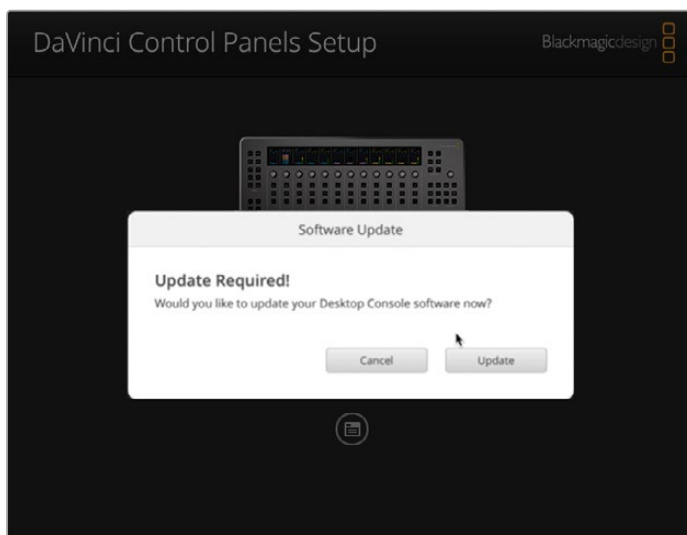 DaVinci Control Panels Setup
Blackmagicdesign
Software Update
Update Required!
Would you like to update your Desktop Console software now?
Cancel
Update